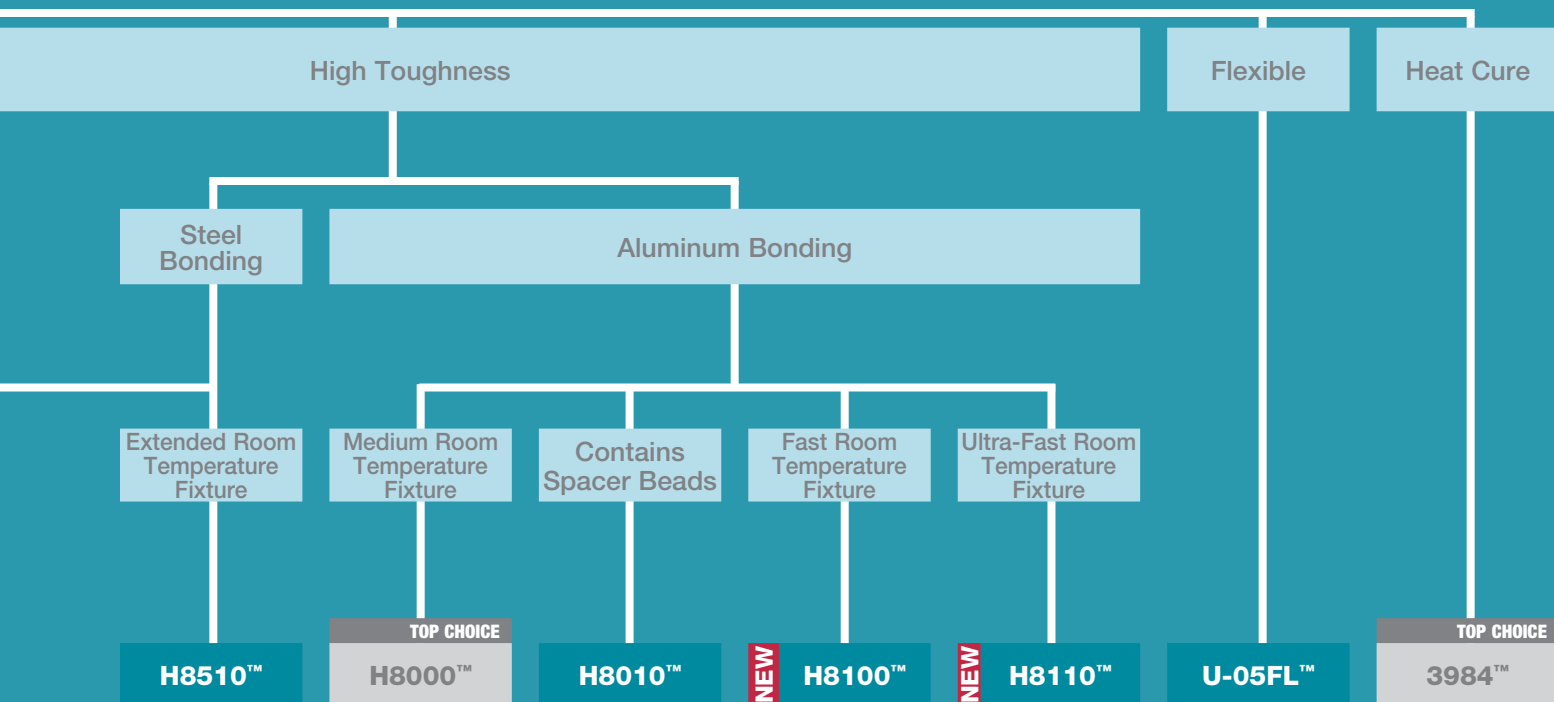 High Toughness
Flexible
Heat Cure
Steel
Bonding
Aluminum Bonding
Extended Room
Temperature
Fixture
Medium Room
Temperature
Fixture
Contains
Spacer Beads
Fast Room
Temperature
Fixture
Ultra-Fast Room
Temperature
Fixture
H8510™
TOP CHOICE
H8000™
H8010™
NEW
H8100™
NEW
H8110™
U-05FL™
TOP CHOICE
3984™